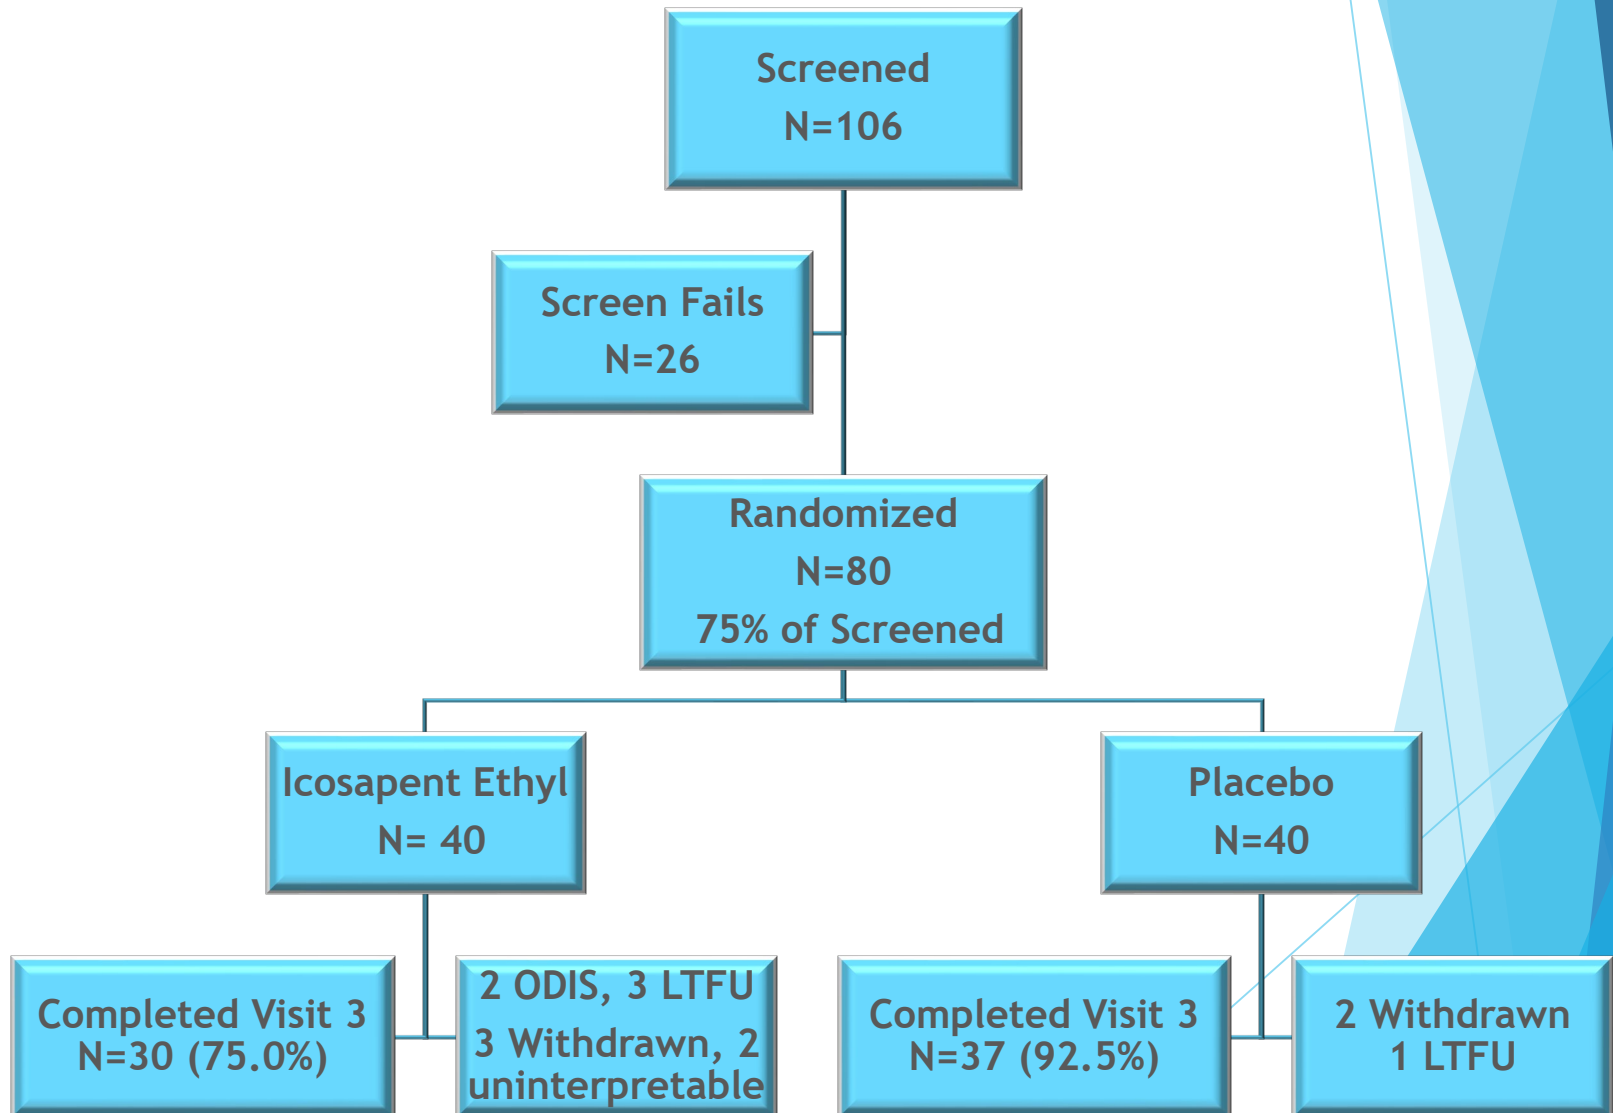 Screened
N=106
Screen Fails
N=26
Randomized
N=80
75% of Screened
Icosapent Ethyl
N= 40
Placebo
N=40
Completed Visit 3
N=30 (75.0%)
2 ODIS, 3 LTFU
3 Withdrawn, 2
uninterpretable
Completed Visit 3
N=37 (92.5%)
2 Withdrawn
1 LTFU